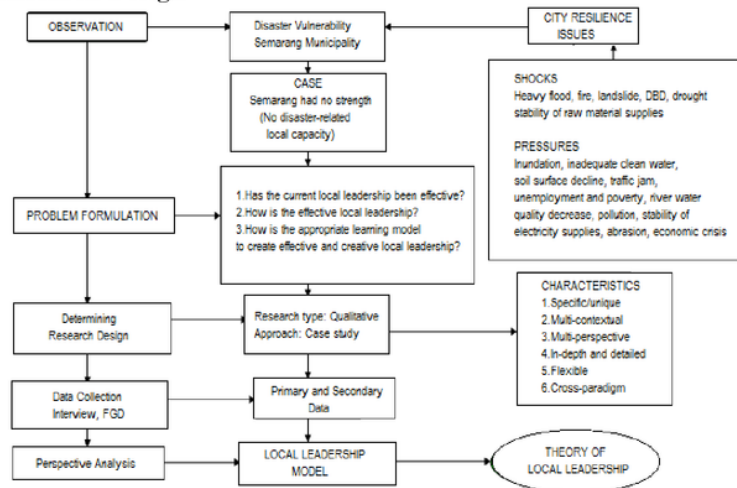 OBSERVATION
Disaster Vulnerability
Semarang Municipality
CITY RESILIENCE
ISSUES
CASE
Semarang had no strength
(No disaster-related
local capacity)
SHOCKS
Heavy flood, fire, landslide, DBD, drought
stability of raw material supplies
PRESSURES
Inundation, inadequate clean water,
soil surface decline, traffic jam,
unemployment and poverty, river water
quality decrease, pollution, stability of
electricity supplies, abrasion, economic crisis
PROBLEM FORMULATION
1.Has the current local leadership been effective?
2.How is the effective local leadership?
3.How is the appropriate learning model
to create effective and creative local leadership?
Determining
Research Design
Research type: Qualitative
Approach: Case study
CHARACTERISTICS
1.Specific/unique
2.Multi-contextual
3.Multi-perspective
4.In-depth and detailed
5.Flexible
6.Cross-paradigm
Data Collection
Interview, FGD
Primary and Secondary
Data
Perspective Analysis
LOCAL LEADERSHIP
MODEL
THEORY OF
LOCAL LEADERSHIP